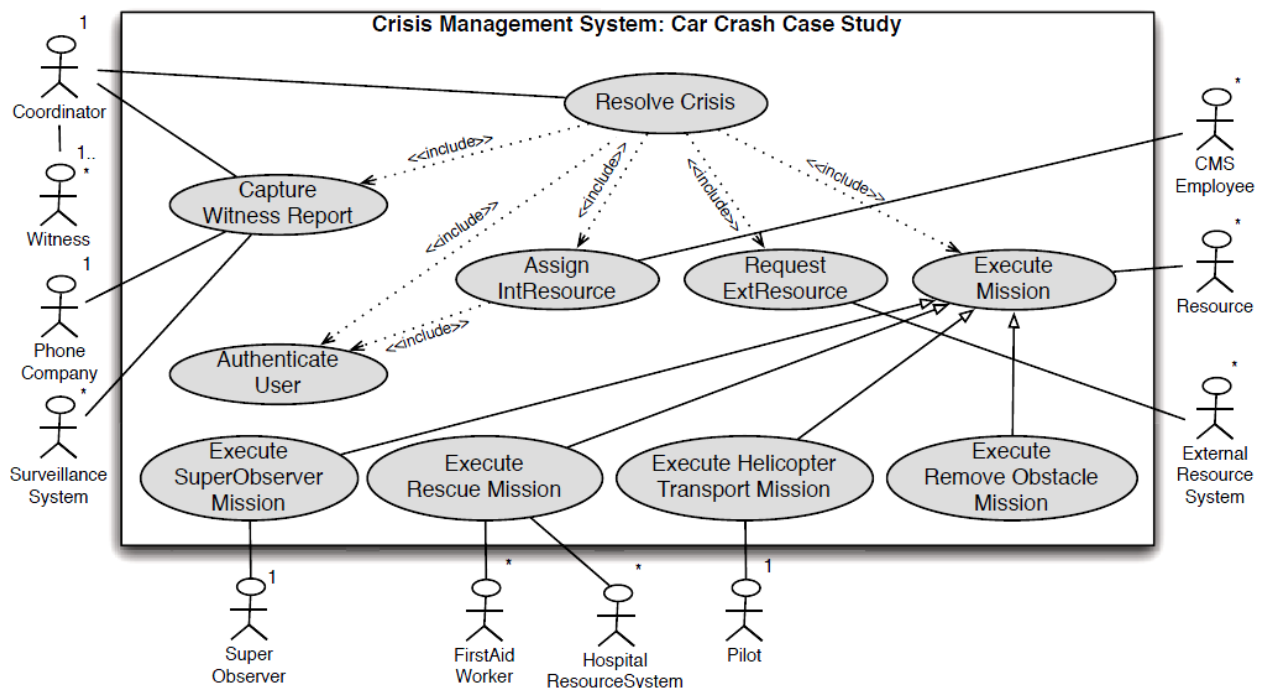 Crisis Management System: Car Crash Case Study
1
Coordinator
1..
*
Witness
1
Phone
Company
*
Surveillance
System
Resolve Crisis
<<include>>
<<include>>
<<include>>
<<include>>
<<include>>
Capture
Witness Report
Assign
IntResource
Request
ExtResource
Execute
Mission
<<include>>
Authenticate
User
*
CMS
Employee
*
Resource
*
External
Resource
System
Execute
SuperObserver
Mission
Execute
Rescue Mission
Execute Helicopter
Transport Mission
Execute
Remove Obstacle
Mission
1
Super
Observer
*
FirstAid
Worker
*
Hospital
ResourceSystem
1
Pilot